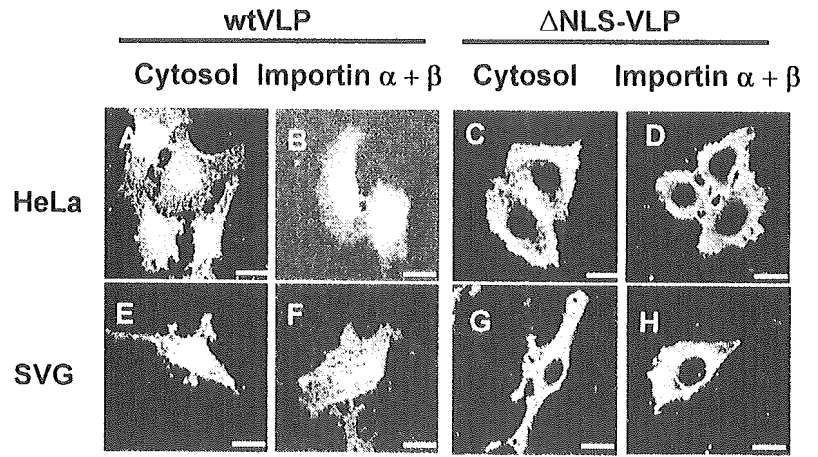 wtVLP ΔNLS-VLP
Cytosol Importin α + β Cytosol Importin α + β
A B C D
HeLa
E F G H
SVG